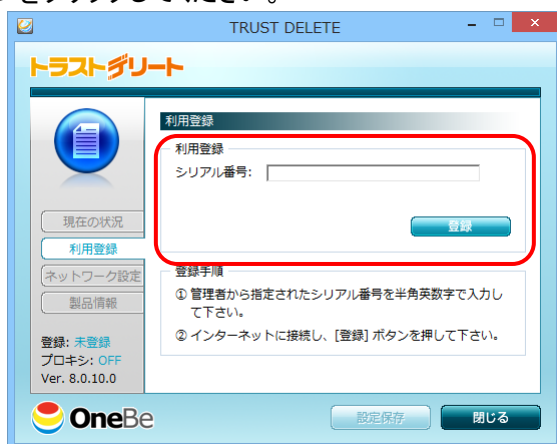 をクリックしてください。
TRUST DELETE
トラストデリート
利用登録
利用登録
シリアル番号:
登録
現在の状況
利用登録
ネットワーク設定
製品情報
登録手順
① 管理者から指定されたシリアル番号を半角英数字で入力し
て下さい。
② インターネットに接続し、[登録] ボタンを押して下さい。
登録: 未登録
プロキシ: OFF
Ver. 8.0.10.0
OneBe
設定保存
閉じる